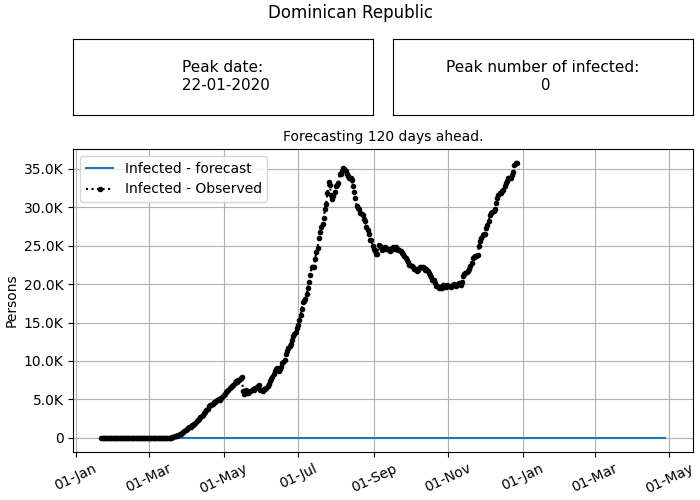 Dominican Republic
Peak date:
22-01-2020
Peak number of infected:
0
Forecasting 120 days ahead.
Infected - forecast
Infected - Observed
35.0K
30.0K
25.0K
20.0K
15.0K
10.0K
5.0K
0
Persons
01-Jan
01-Mar
01-May
01-Jul
01-Sep
01-Nov
01-Jan
01-Mar
01-May